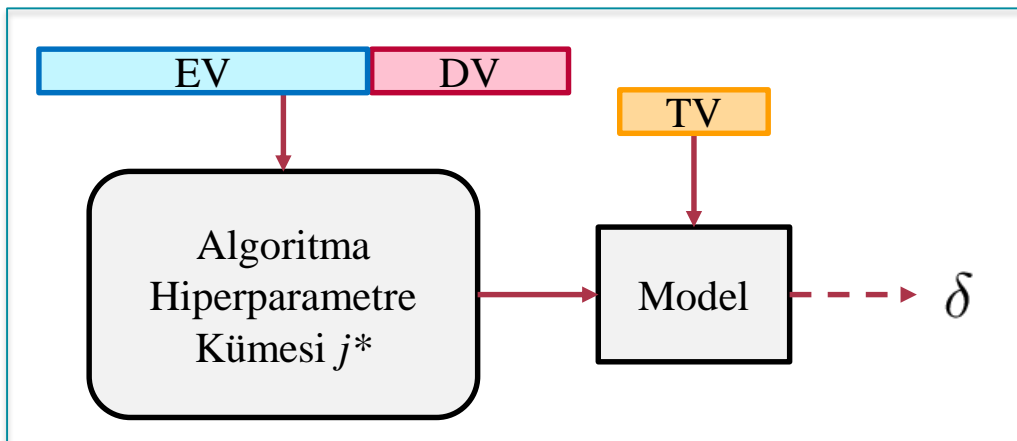 EV
DV
TV
Algoritma
Hiperparametre
Kümesi j*
Model
δ